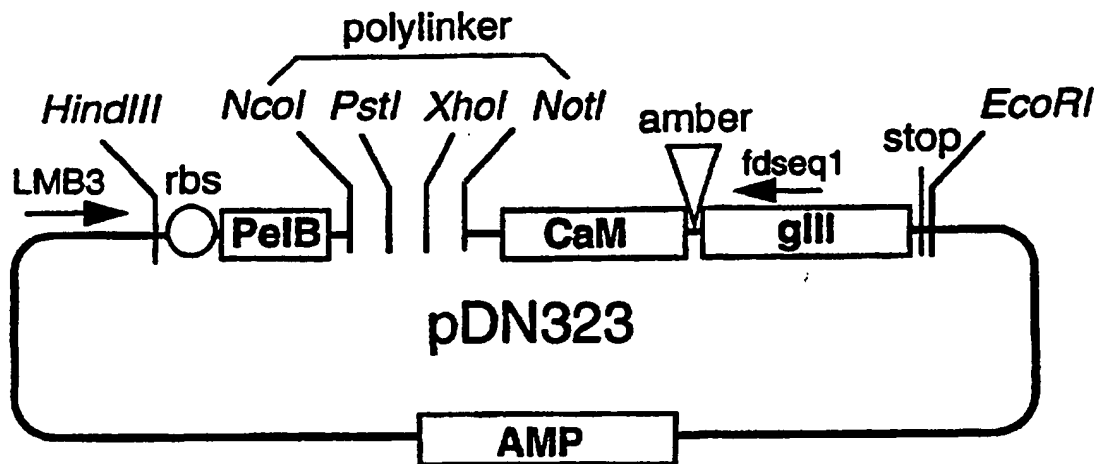 polylinker
HindIII NcoI PstI XhoI NotI amber stop EcoRI
LMB3 rbs fdseq1
PelB CaM gIII
pDN323
AMP